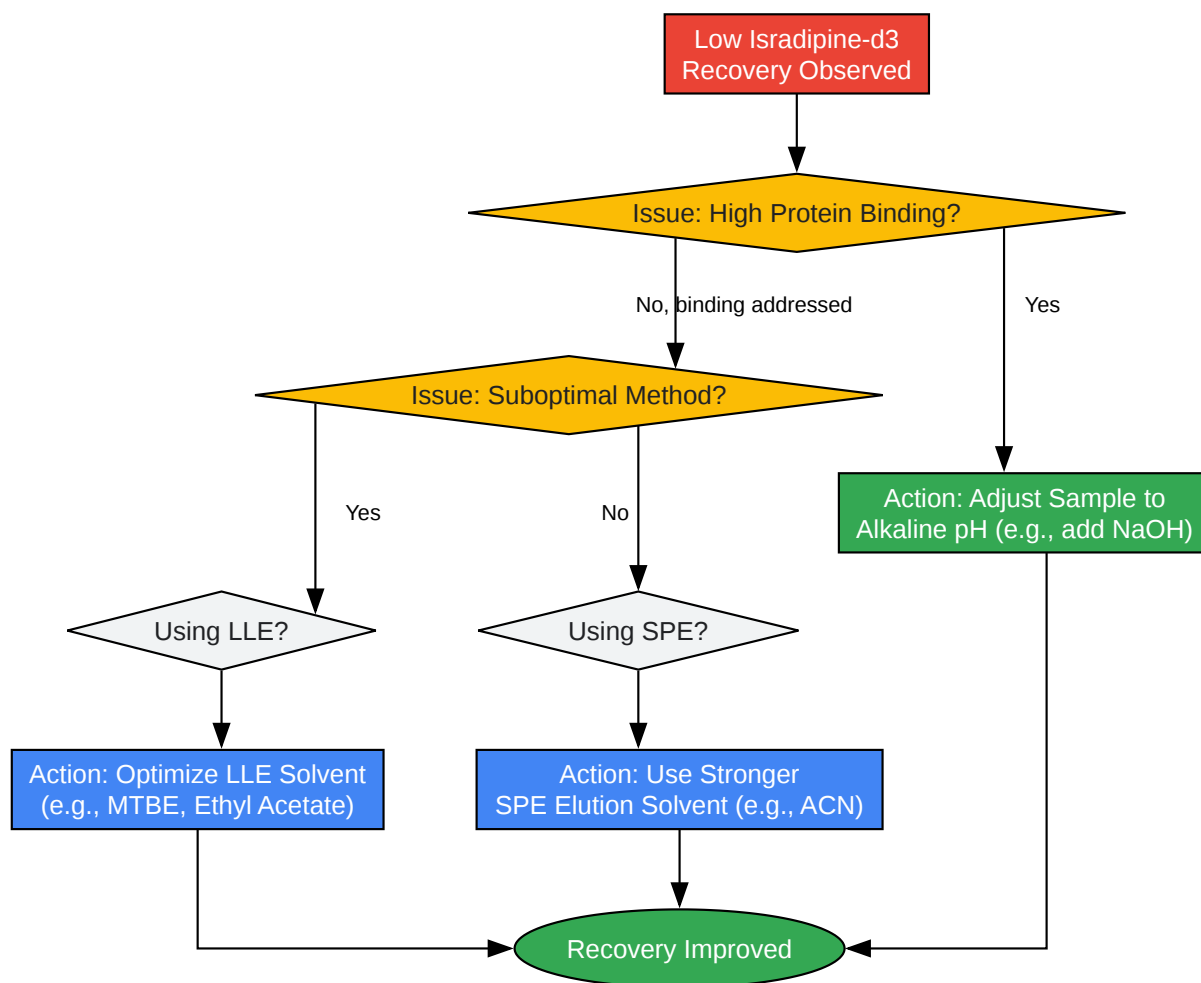 Low Isradipine-d3
Recovery Observed
Issue: High Protein Binding?
No, binding addressed
Yes
Issue: Suboptimal Method?
Yes
No
Action: Adjust Sample to
Alkaline pH (e.g., add NaOH)
Using LLE?
Using SPE?
Action: Optimize LLE Solvent
(e.g., MTBE, Ethyl Acetate)
Action: Use Stronger
SPE Elution Solvent (e.g., ACN)
Recovery Improved